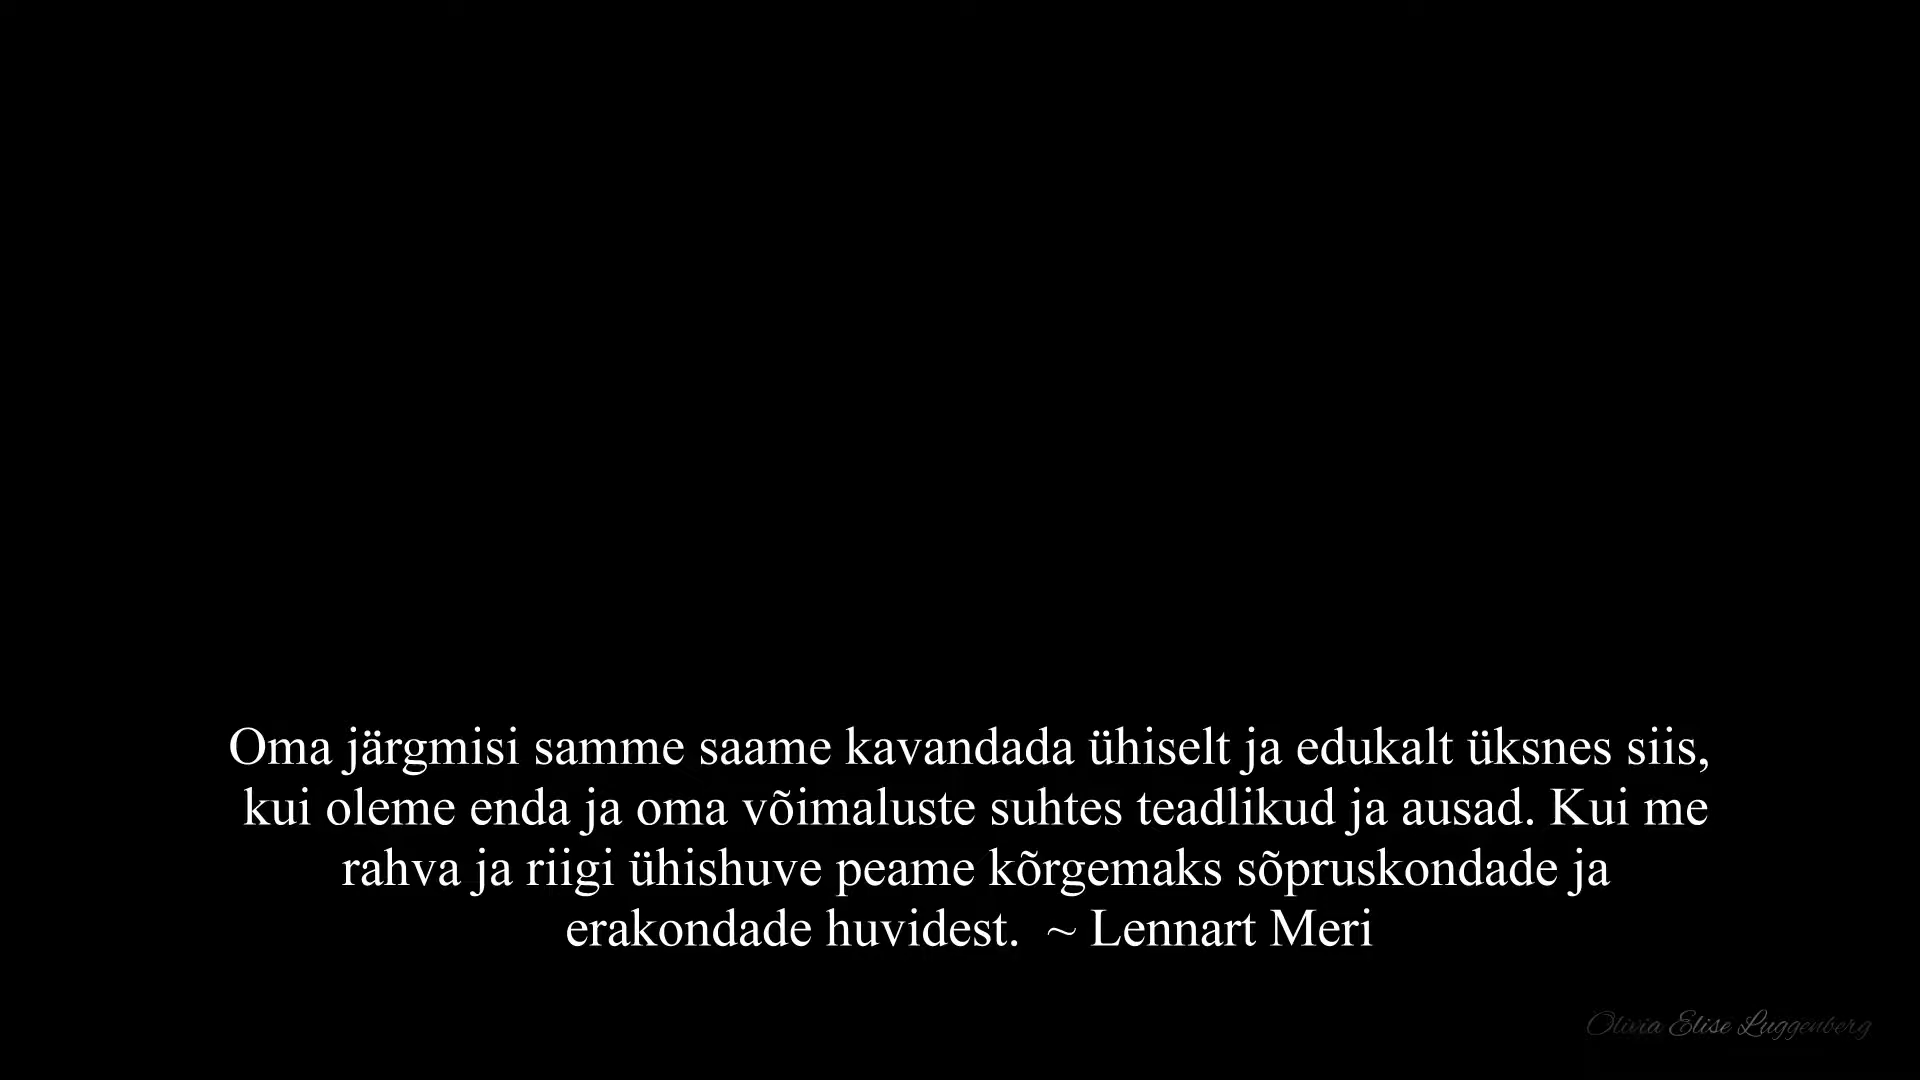 Oma järgmisi samme saame kavandada ühiselt ja edukalt üksnes siis,
kui oleme enda ja oma võimaluste suhtes teadlikud ja ausad. Kui me
rahva ja riigi ühishuve peame kõrgemaks sõpruskondade ja
erakondade huvidest.  ~ Lennart Meri
Olivia Elise Luggenberg